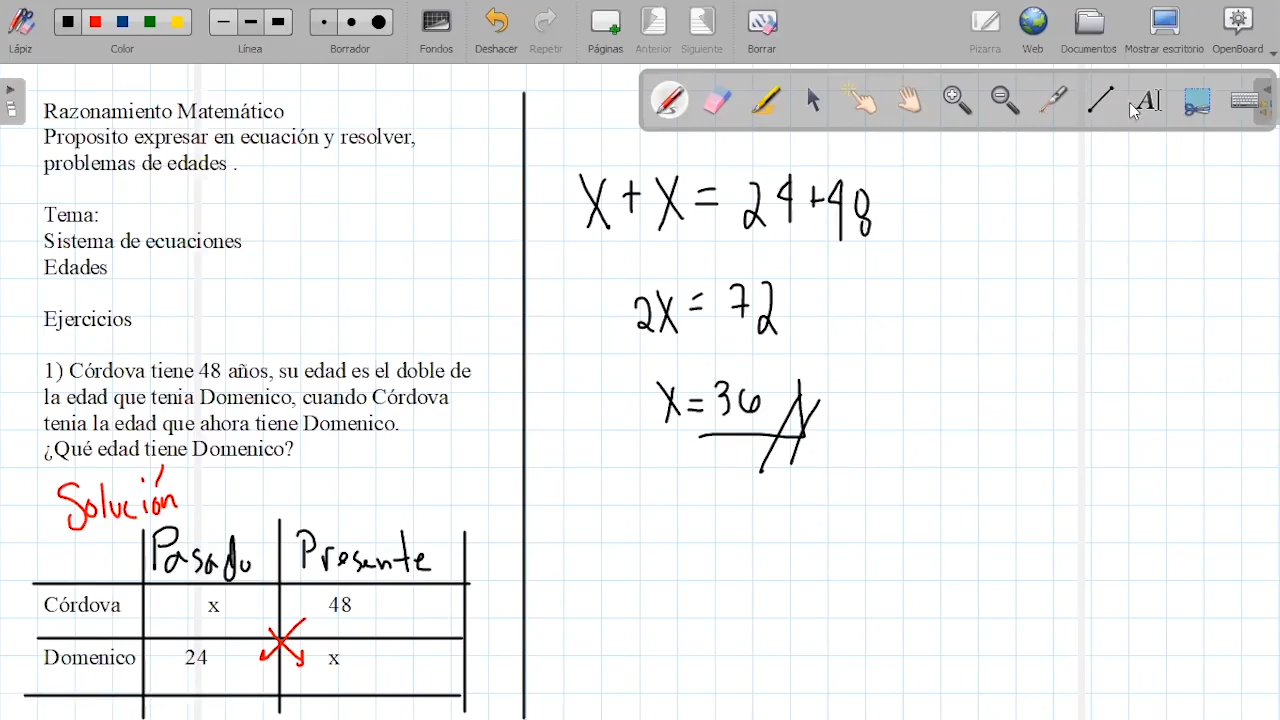 Lápiz
Color
Línea
Borrador
Fondos
Deshacer
Repetir
Páginas
Anterior
Siguiente
Borrar
Pizarra
Web
Documentos
Mostrar escritorio
OpenBoard
Razonamiento Matemático
Proposito expresar en ecuación y resolver,
problemas de edades .
Tema:
Sistema de ecuaciones
Edades
Ejercicios
1) Córdova tiene 48 años, su edad es el doble de
la edad que tenia Domenico, cuando Córdova
tenia la edad que ahora tiene Domenico.
¿Qué edad tiene Domenico?
Solución
Pasado Presente
Córdova x 48
Domenico 24 x
X + X = 24+48
2X = 72
X = 36